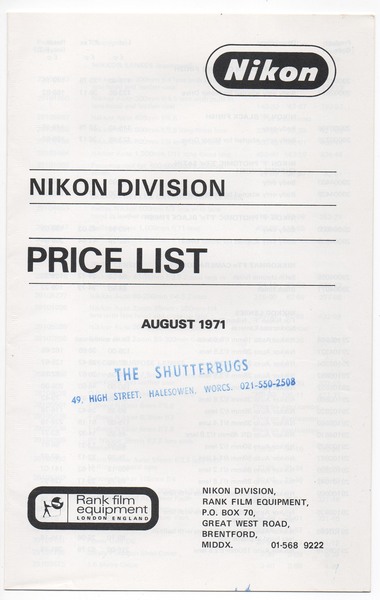 Nikon
NIKON DIVISION
PRICE LIST
AUGUST 1971
THE SHUTTERBUGS
49, HIGH STREET, HALESOWEN, WORCS. 021-550-2508
Rank film
equipment
LONDON ENGLAND
NIKON DIVISION,
RANK FILM EQUIPMENT,
P.O. BOX 70,
GREAT WEST ROAD,
BRENTFORD,
MIDDX. 01-568 9222